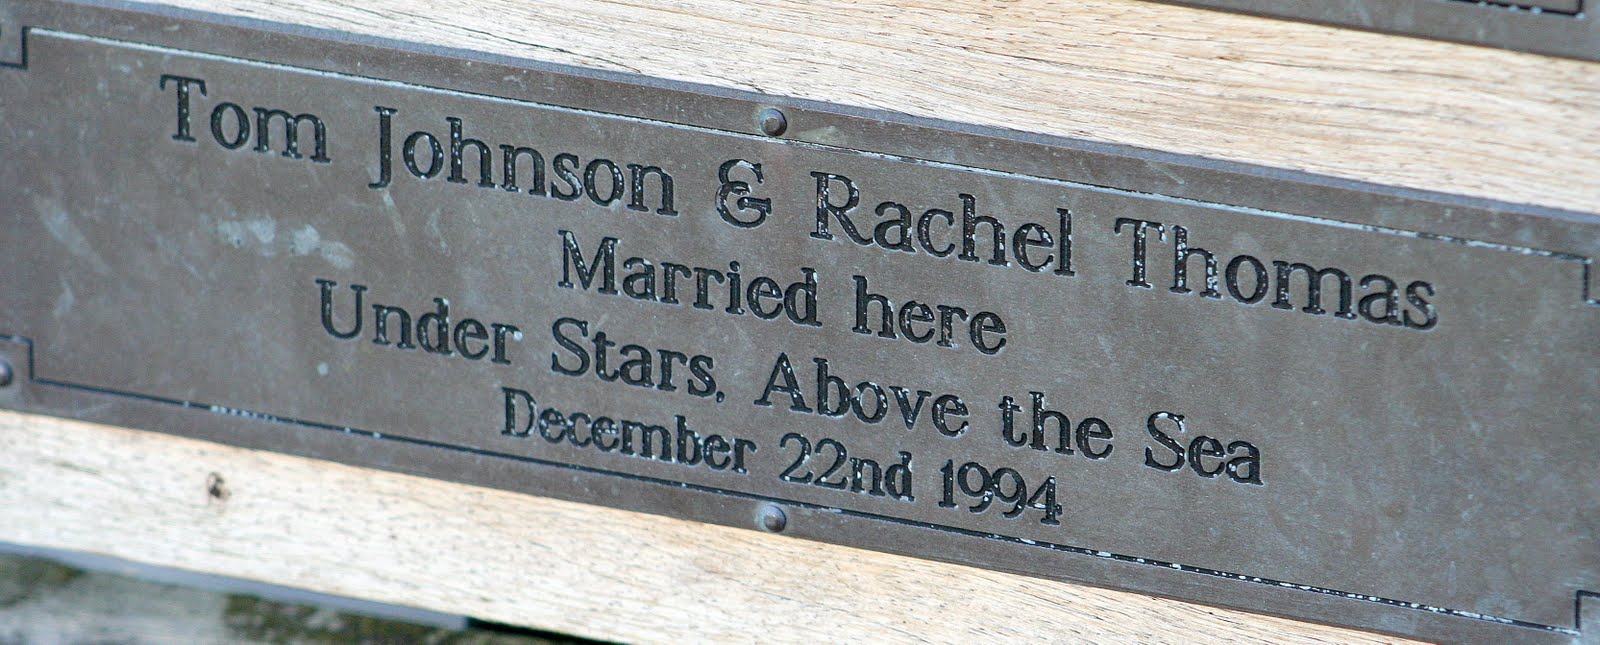 Tom Johnson & Rachel Thomas
Married here
Under Stars, Above the Sea
December 22nd 1994